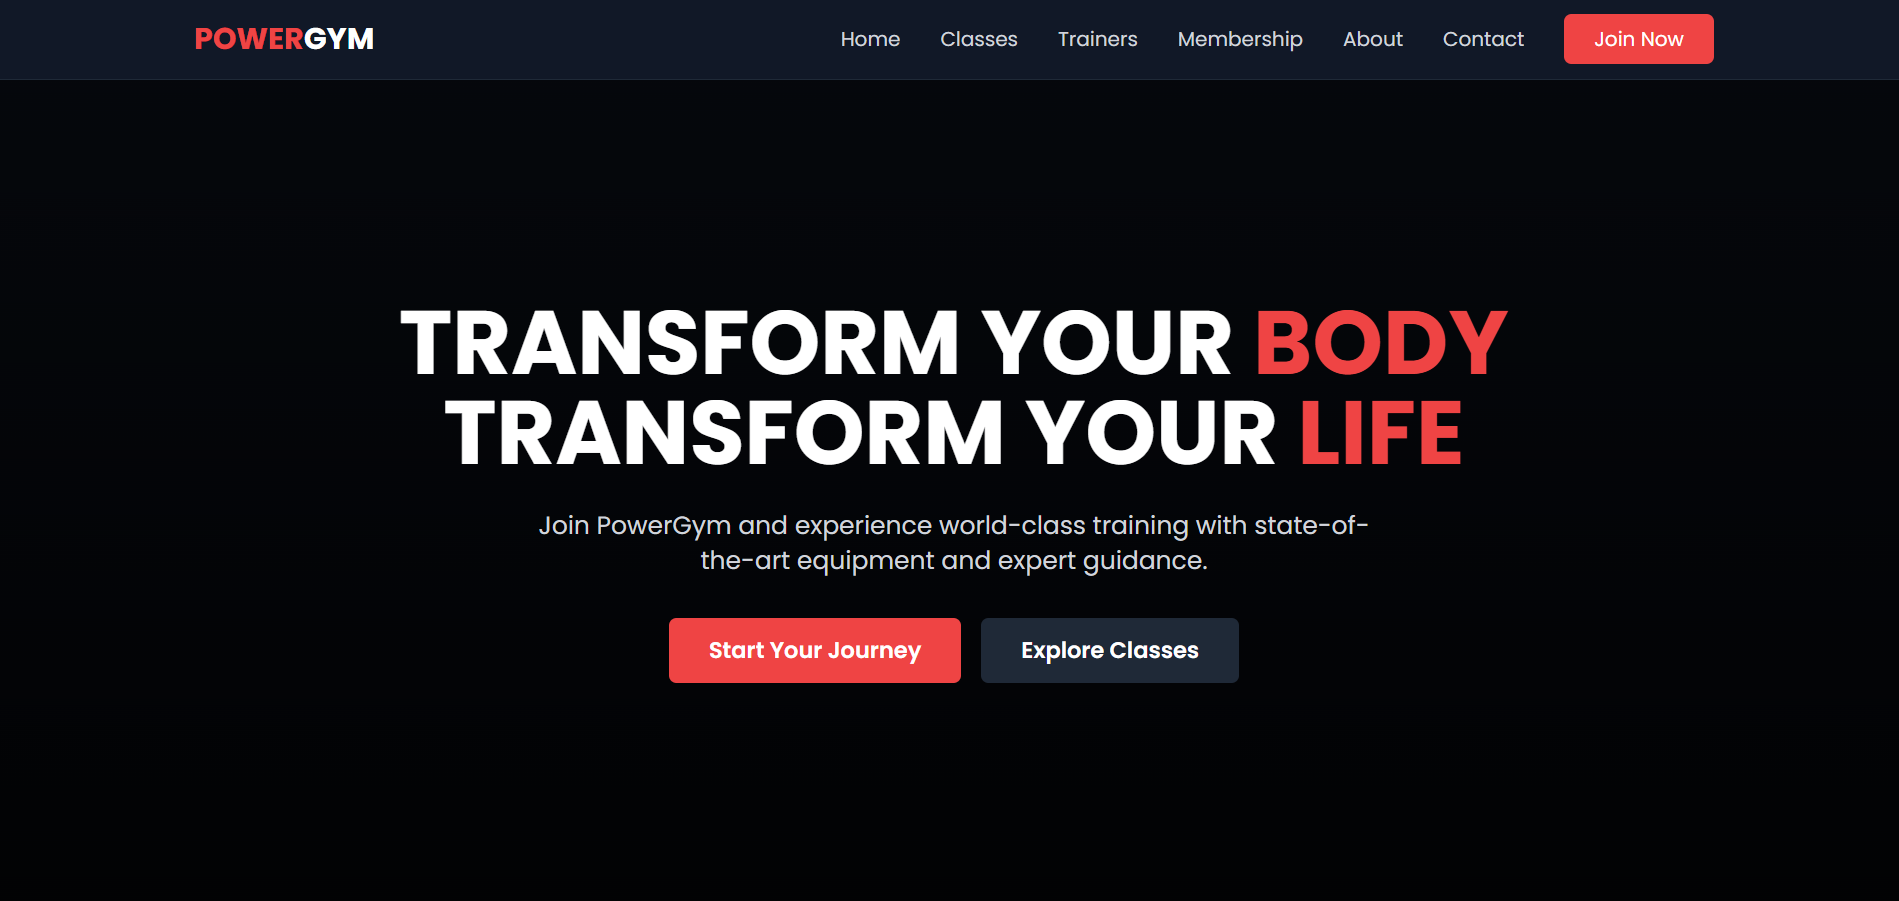 POWERGYM
Home
Classes
Trainers
Membership
About
Contact
Join Now
TRANSFORM YOUR BODY
TRANSFORM YOUR LIFE
Join PowerGym and experience world-class training with state-of-
the-art equipment and expert guidance.
Start Your Journey
Explore Classes